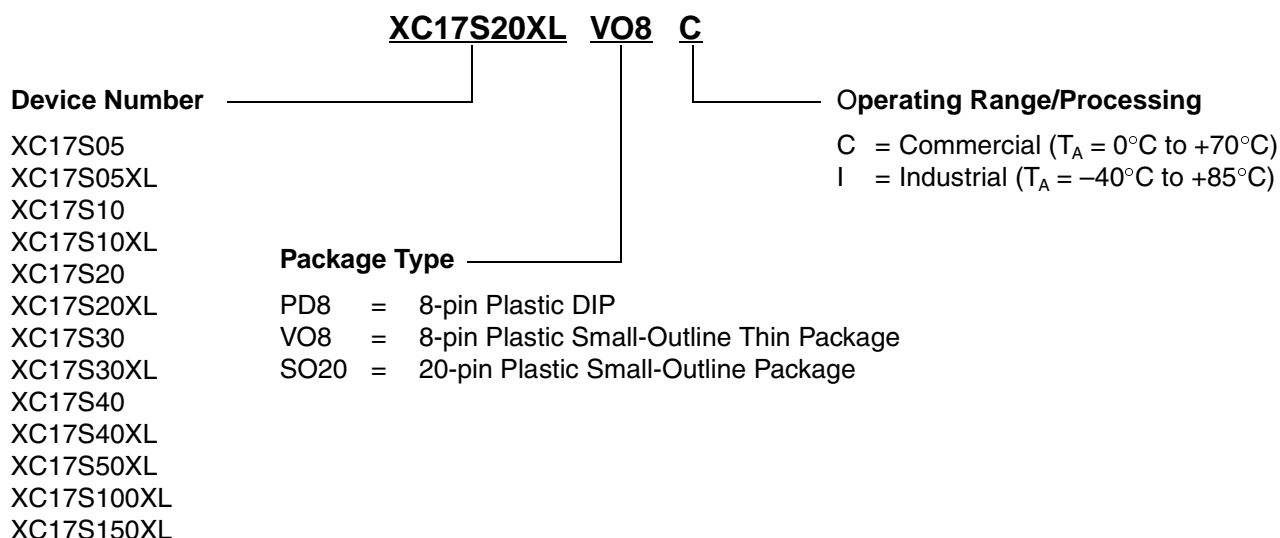 XC17S20XL VO8 C
Device Number
XC17S05
XC17S05XL
XC17S10
XC17S10XL
XC17S20
XC17S20XL
XC17S30
XC17S30XL
XC17S40
XC17S40XL
XC17S50XL
XC17S100XL
XC17S150XL
Package Type
PD8 = 8-pin Plastic DIP
VO8 = 8-pin Plastic Small-Outline Thin Package
SO20 = 20-pin Plastic Small-Outline Package
Operating Range/Processing
C = Commercial (TA = 0°C to +70°C)
I = Industrial (TA = –40°C to +85°C)